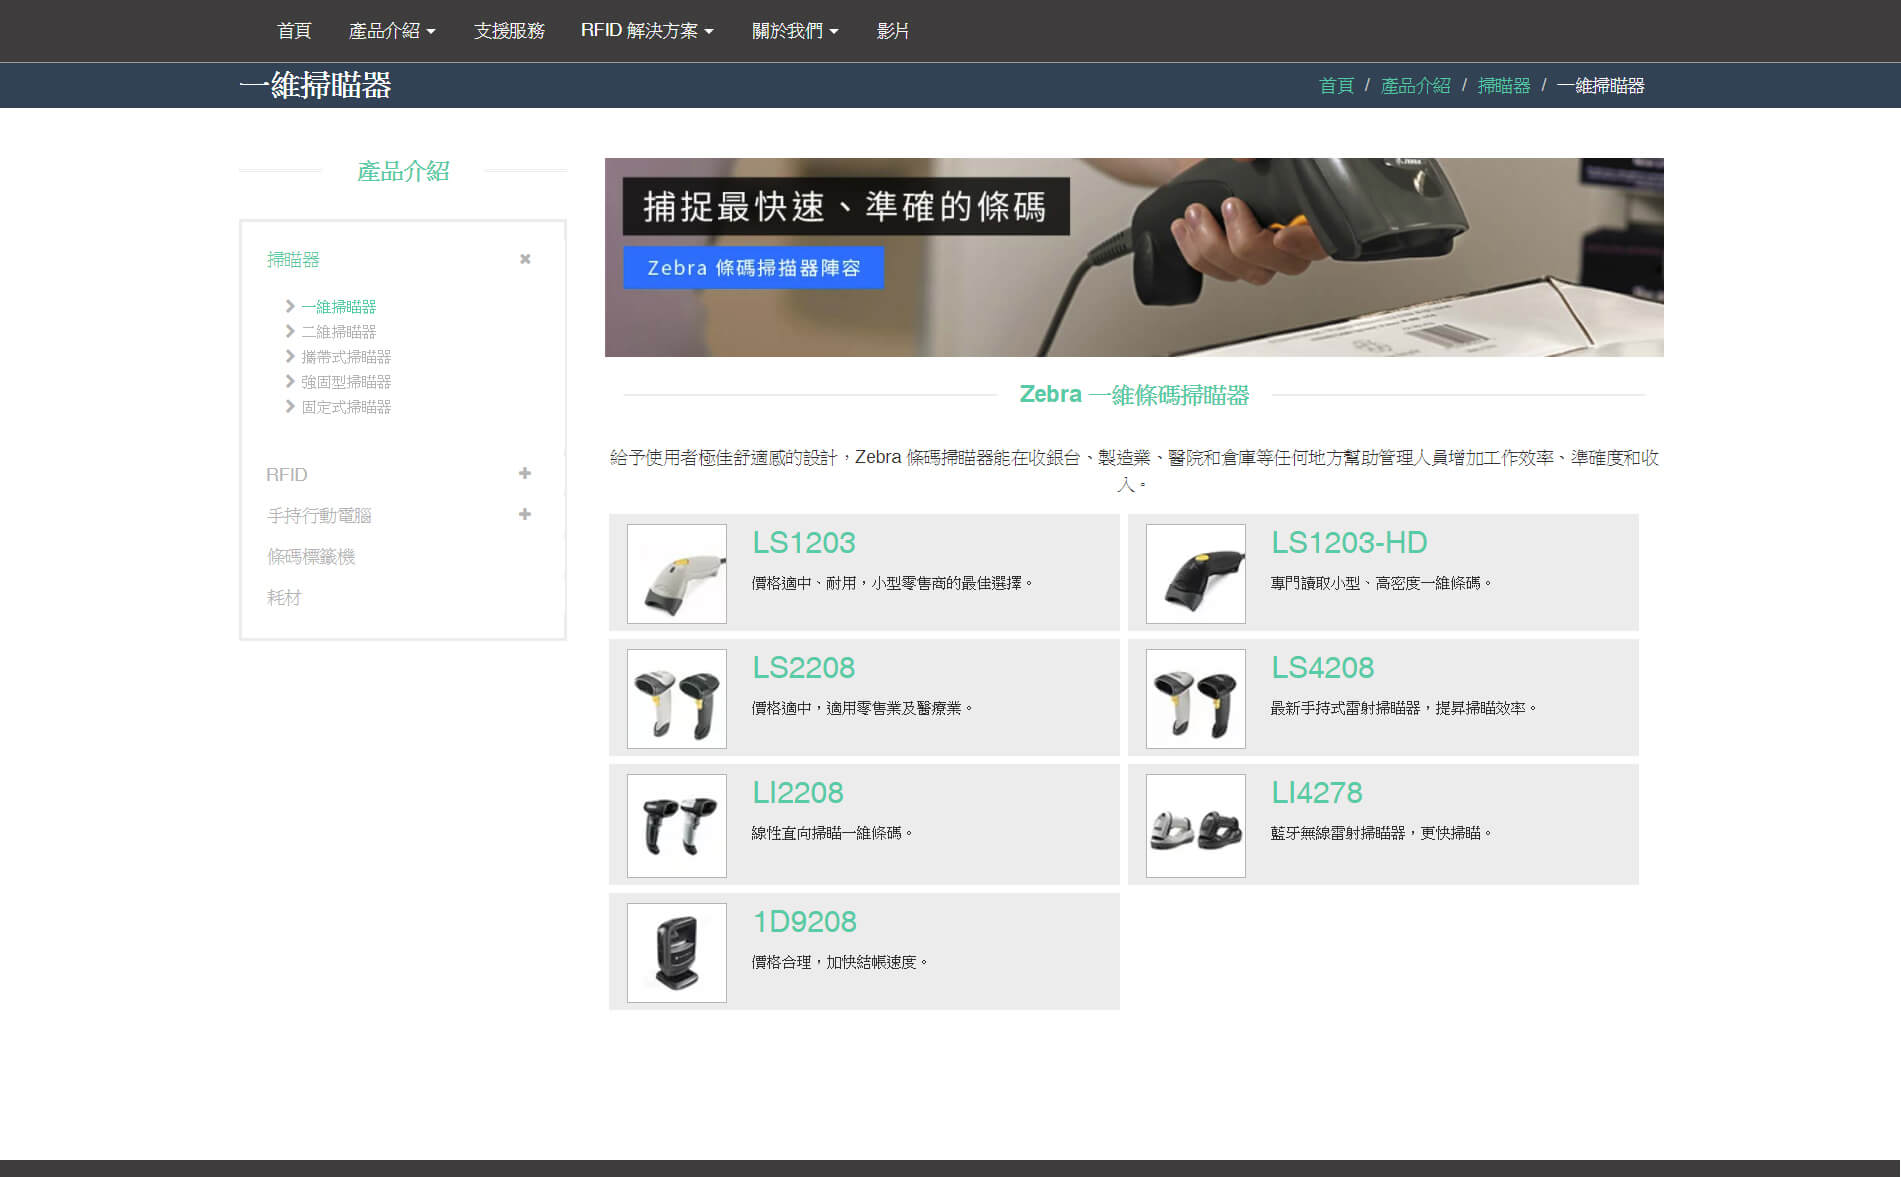 首頁 產品介紹 支援服務 RFID 解決方案 關於我們 影片
一維掃瞄器
首頁 / 產品介紹 / 掃瞄器 / 一維掃瞄器
產品介紹
掃瞄器
一維掃瞄器
二維掃瞄器
攜帶式掃瞄器
強固型掃瞄器
固定式掃瞄器
RFID
手持行動電腦
條碼標籤機
耗材
捕捉最快速、準確的條碼
Zebra 條碼掃描器陣容
Zebra 一維條碼掃瞄器
給予使用者極佳舒適感的設計，Zebra 條碼掃瞄器能在收銀台、製造業、醫院和倉庫等任何地方幫助管理人員增加工作效率、準確度和收
入。
LS1203
價格適中、耐用，小型零售商的最佳選擇。
LS1203-HD
專門讀取小型、高密度一維條碼。
LS2208
價格適中，適用零售業及醫療業。
LS4208
最新手持式雷射掃瞄器，提昇掃瞄效率。
LI2208
線性直向掃瞄一維條碼。
LI4278
藍牙無線雷射掃瞄器，更快掃瞄。
1D9208
價格合理，加快結帳速度。